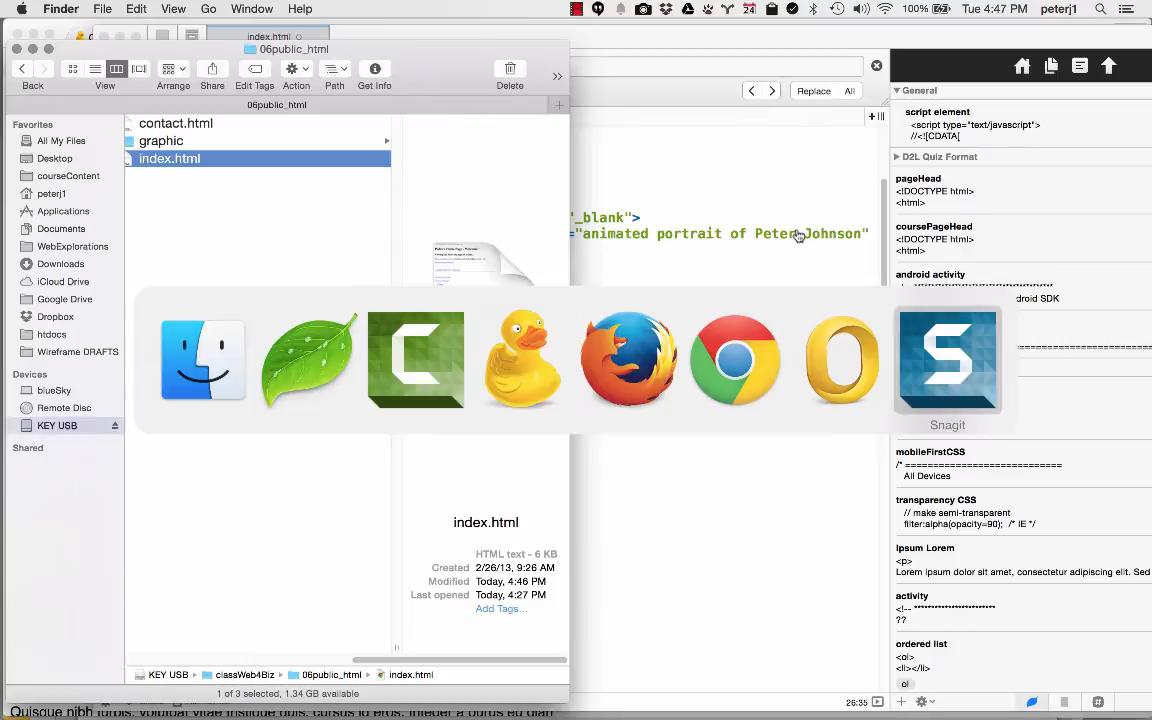 Finder File Edit View Go Window Help
24 100% Tue 4:47 PM peterj1
index.html
06public_html
Back View Arrange Share Edit Tags Action Path Get Info Delete
Replace All
06public_html
Favorites
All My Files
Desktop
courseContent
peterj1
Applications
Documents
WebExplorations
Downloads
iCloud Drive
Google Drive
Dropbox
htdocs
Wireframe DRAFTS
Devices
blueSky
Remote Disc
KEY USB
Shared
contact.html
graphic
index.html
"_blank">
="animated portrait of Peter Johnson"
C
O
S
Snagit
index.html
HTML text - 6 KB
Created 2/26/13, 9:26 AM
Modified Today, 4:46 PM
Last opened Today, 4:27 PM
Add Tags...
KEY USB classWeb4Biz 06public_html index.html
1 of 3 selected, 1.34 GB available
26:35
General
script element
<script type="text/javascript">
//<![CDATA[
D2L Quiz Format
pageHead
<!DOCTYPE html>
<html>
coursePageHead
<!DOCTYPE html>
<html>
android activity
droid SDK
mobileFirstCSS
/* ============================
All Devices
transparency CSS
// make semi-transparent
filter:alpha(opacity=90); /* IE */
Ipsum Lorem
<p>
Lorem ipsum dolor sit amet, consectetur adipiscing elit. Sed
activity
<!-- ***********************
??
ordered list
<ol>
<li></li>
ol